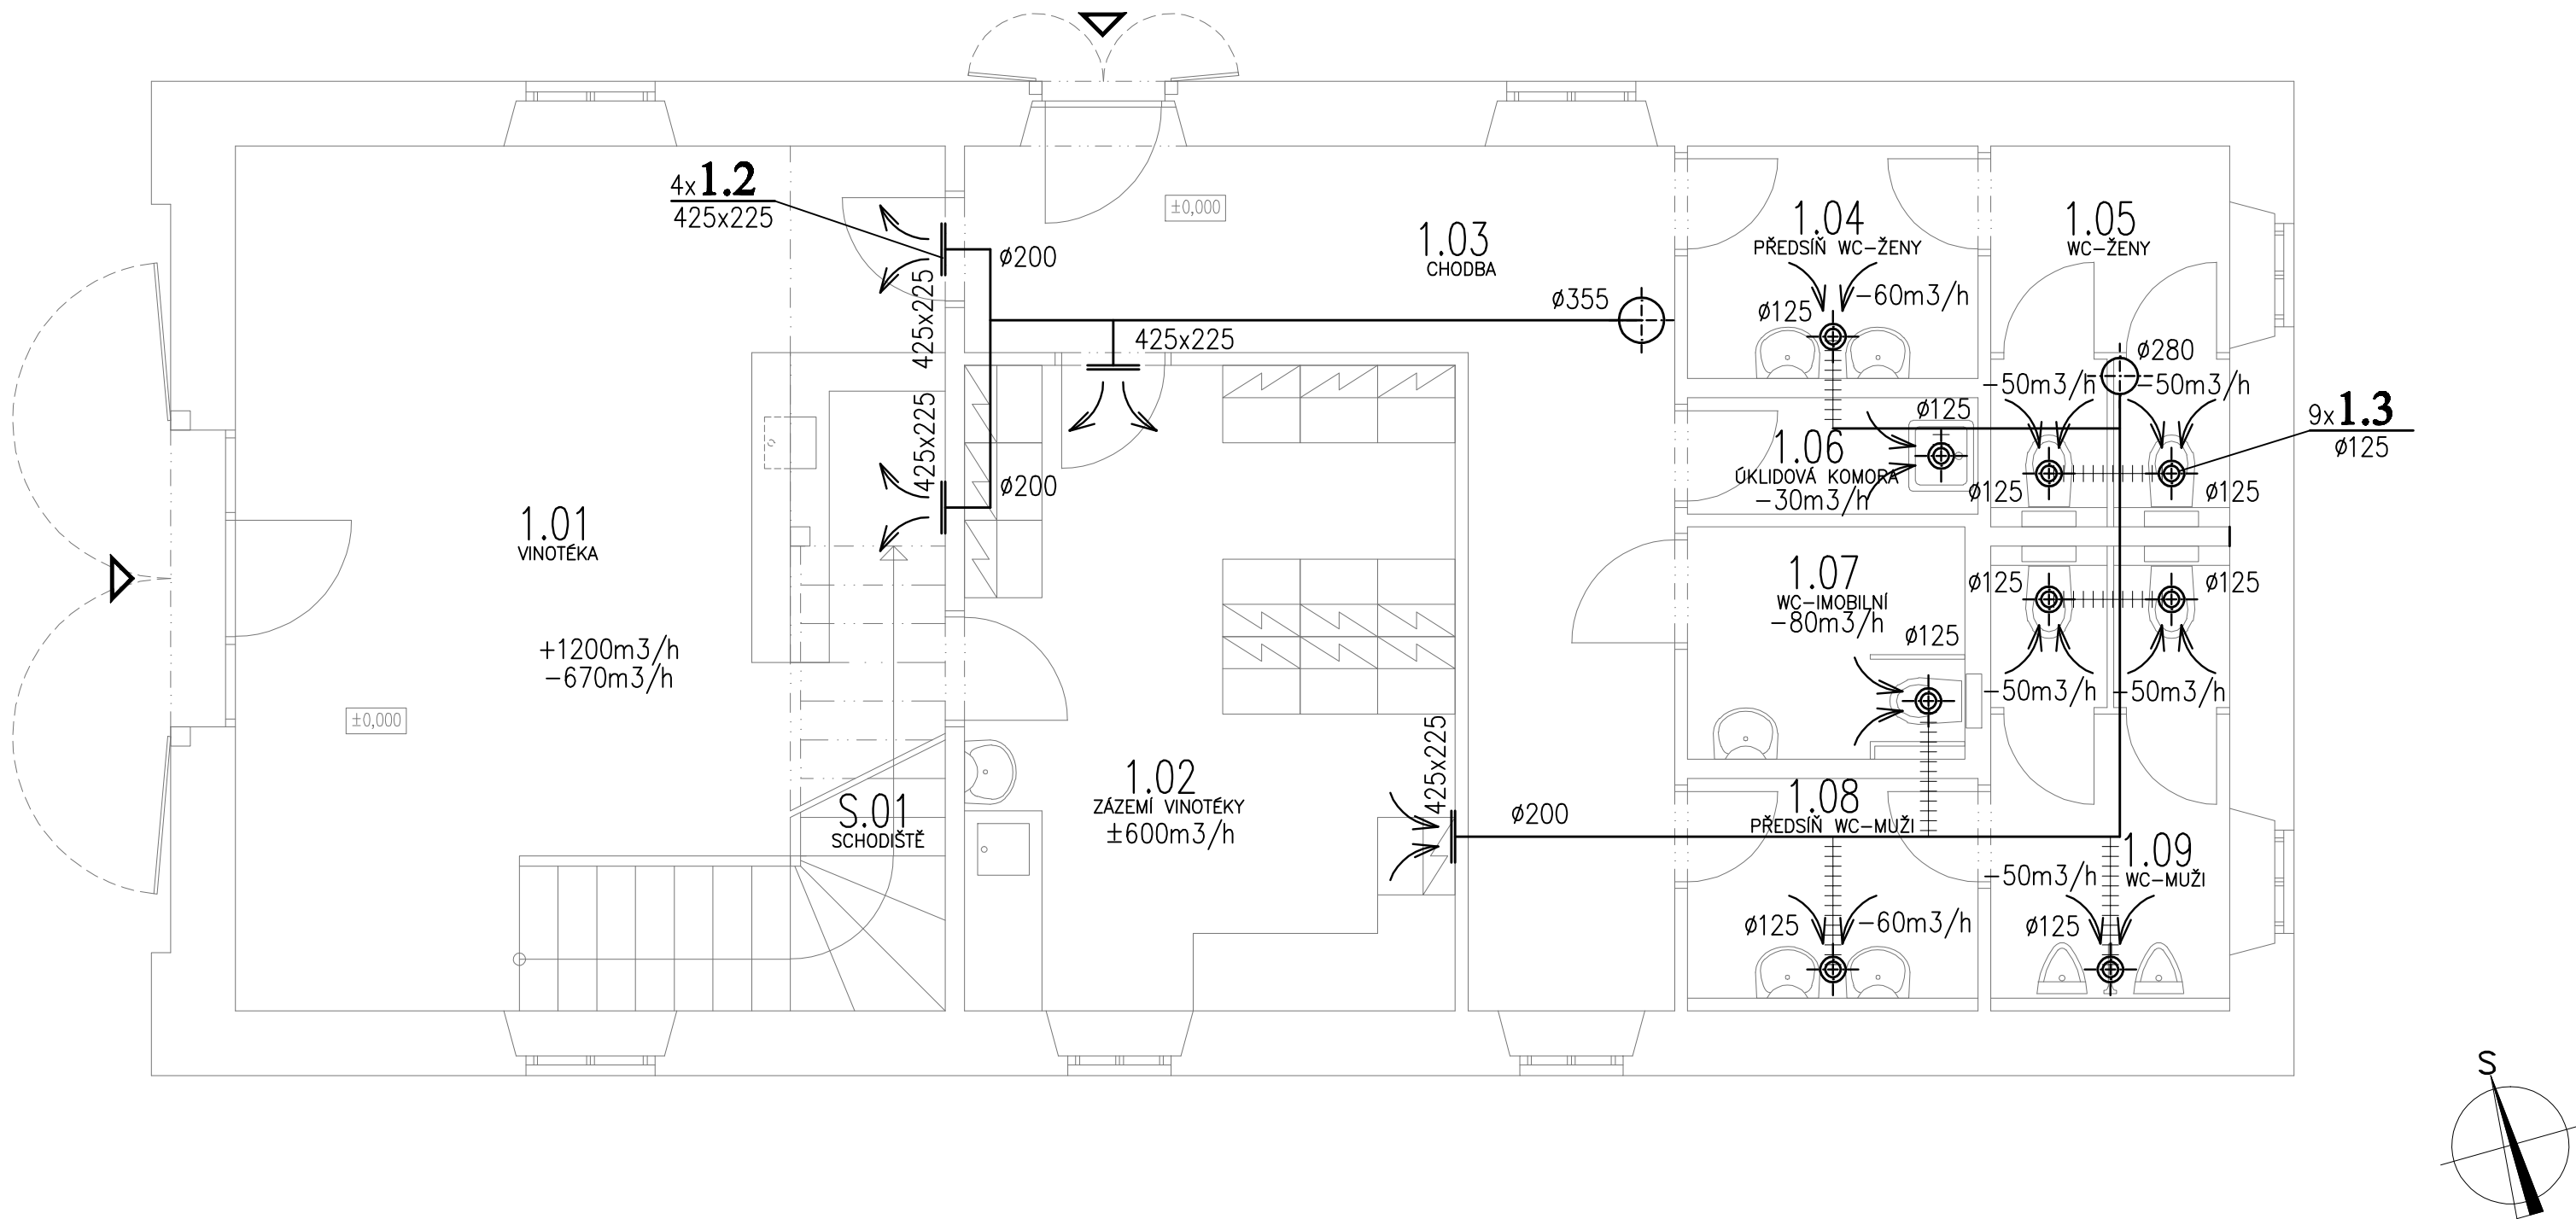 4x 1.2
425x225
±0,000
ø200
425x225
1.03
CHODBA
ø355
425x225
1.04
PŘEDSÍŇ WC-ŽENY
-60m3/h
ø125
1.05
WC-ŽENY
ø280
-50m3/h
-50m3/h
9x 1.3
ø125
425x225
ø200
ø125
1.06
ÚKLIDOVÁ KOMORA
-30m3/h
ø125
ø125
1.01
VINOTÉKA
+1200m3/h
-670m3/h
±0,000
1.07
WC-IMOBILNÍ
-80m3/h
ø125
ø125
ø125
-50m3/h
-50m3/h
S.01
SCHODIŠTĚ
1.02
ZÁZEMÍ VINOTÉKY
±600m3/h
425x225
ø200
1.08
PŘEDSÍŇ WC-MUŽI
ø125
-60m3/h
1.09
WC-MUŽI
-50m3/h
ø125
S